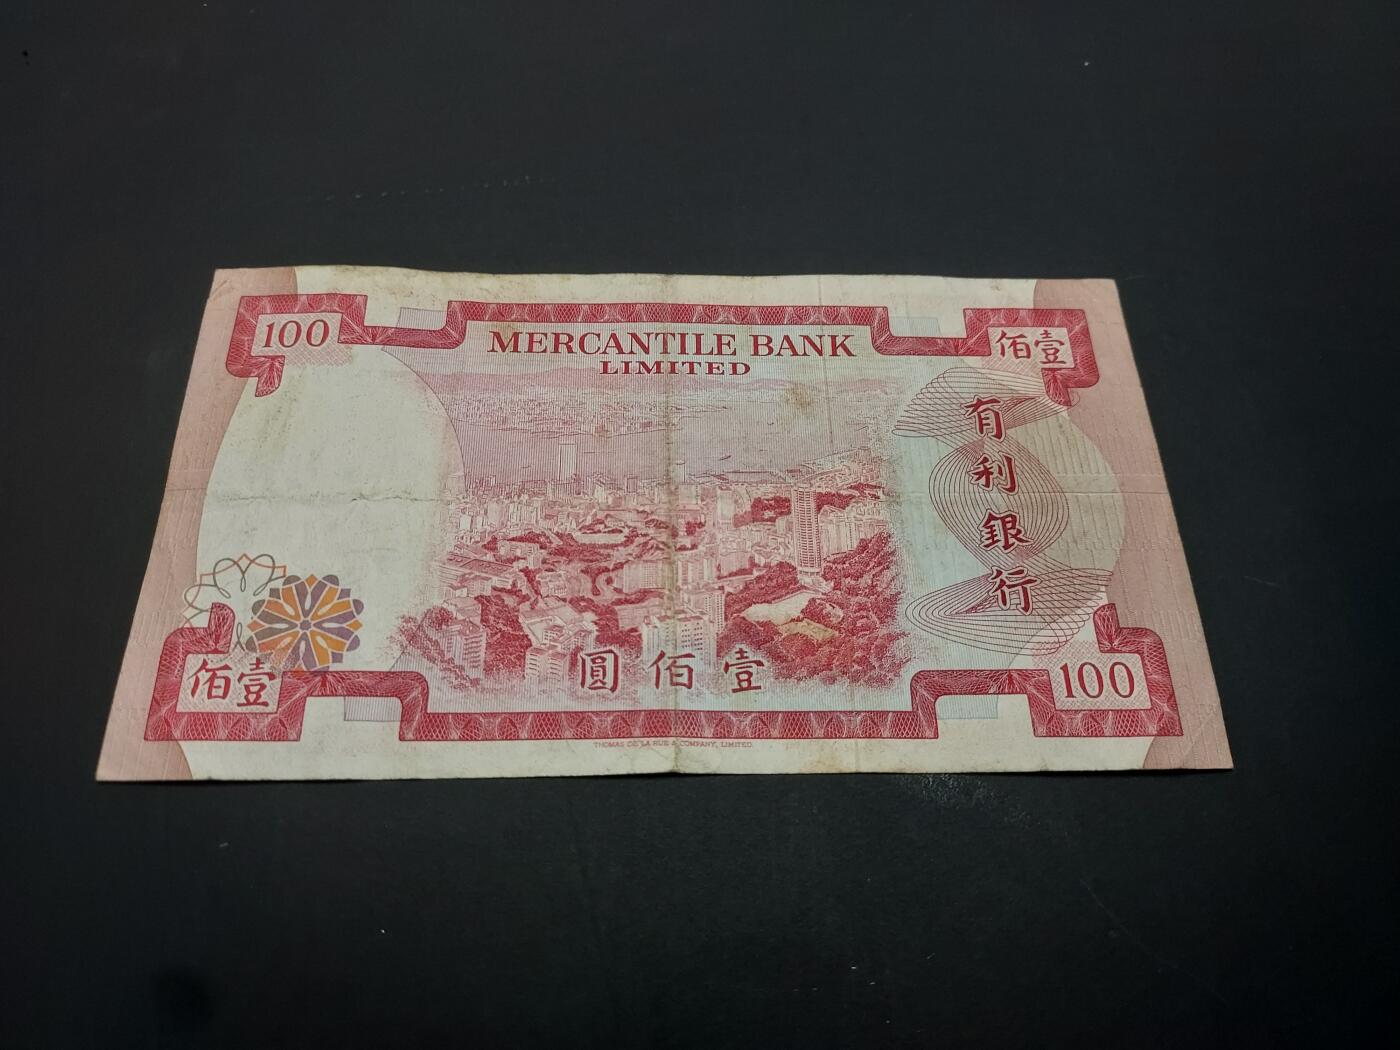 100
MERCANTILE BANK
LIMITED
佰壹
有利銀行
佰壹
圓佰壹
100
THOMAS DE LA RUE & COMPANY, LIMITED.